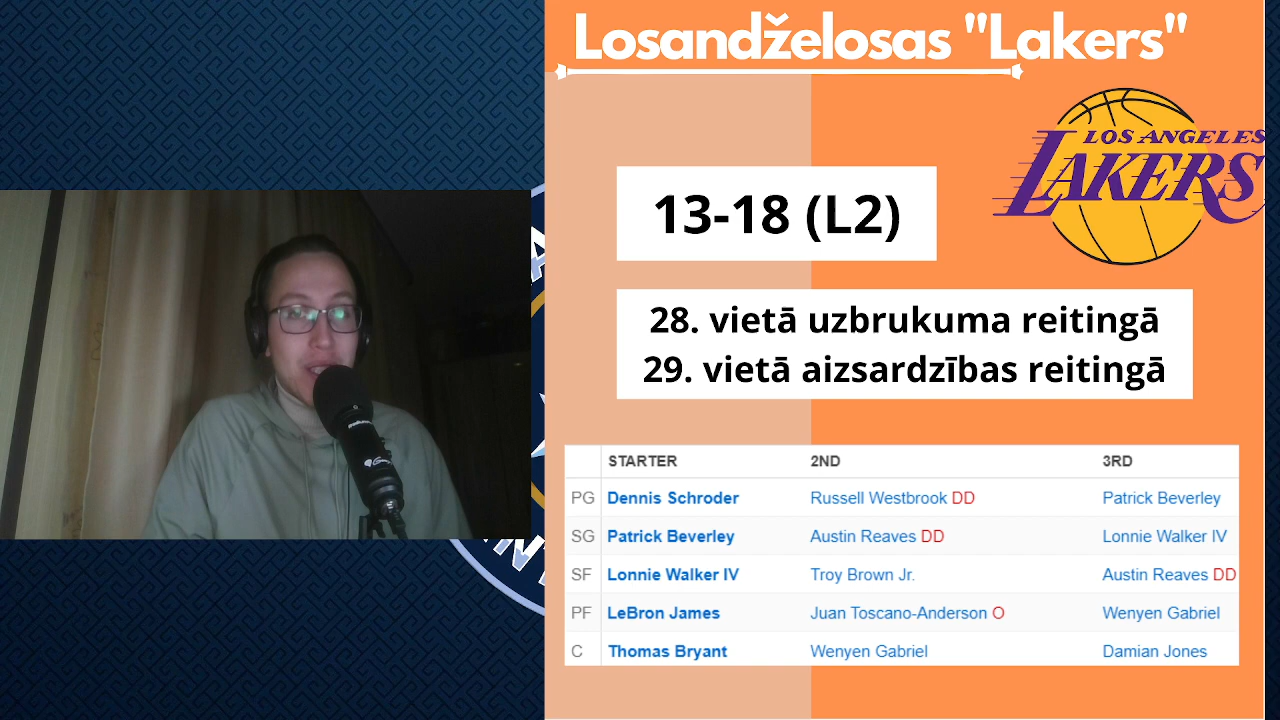 Losandželosas "Lakers"
LOS ANGELES
LAKERS
13-18 (L2)
28. vietā uzbrukuma reitingā
29. vietā aizsardzības reitingā
STARTER 2ND 3RD
PG Dennis Schroder Russell Westbrook DD Patrick Beverley
SG Patrick Beverley Austin Reaves DD Lonnie Walker IV
SF Lonnie Walker IV Troy Brown Jr. Austin Reaves DD
PF LeBron James Juan Toscano-Anderson O Wenyen Gabriel
C Thomas Bryant Wenyen Gabriel Damian Jones